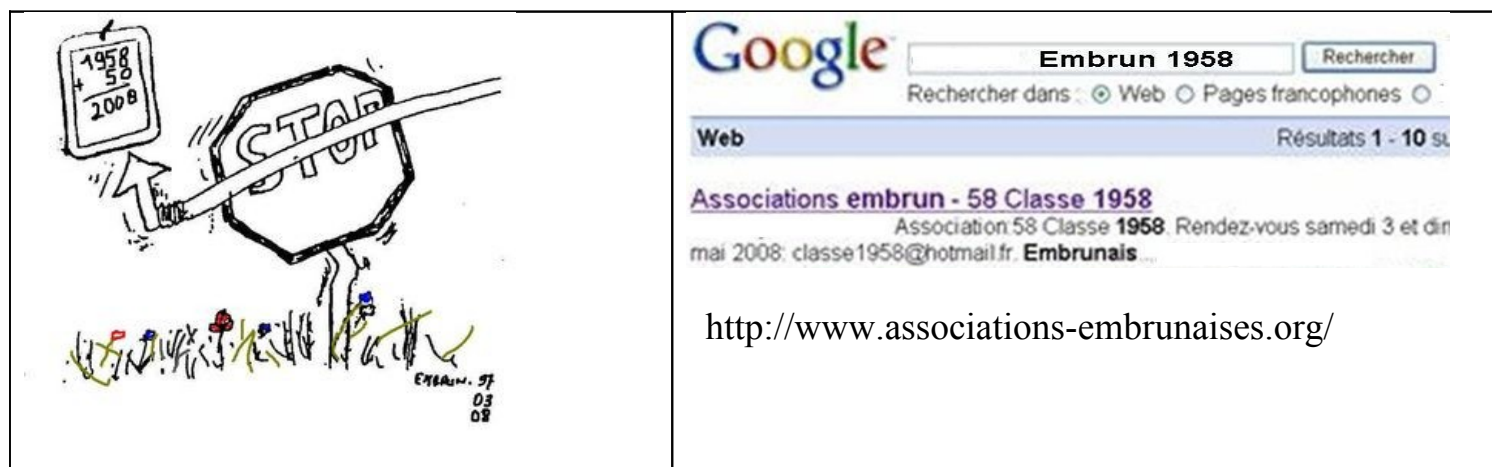 1958
+ 50
2008
STOP
EMBRUN. 97
03
08
Google
Embrun 1958
Rechercher
Rechercher dans : Web Pages francophones
Web
Résultats 1 - 10 su
Associations embrun - 58 Classe 1958
Association 58 Classe 1958. Rendez-vous samedi 3 et dim
mai 2008: classe1958@hotmail.fr. Embrunais ...
http://www.associations-embrunaises.org/